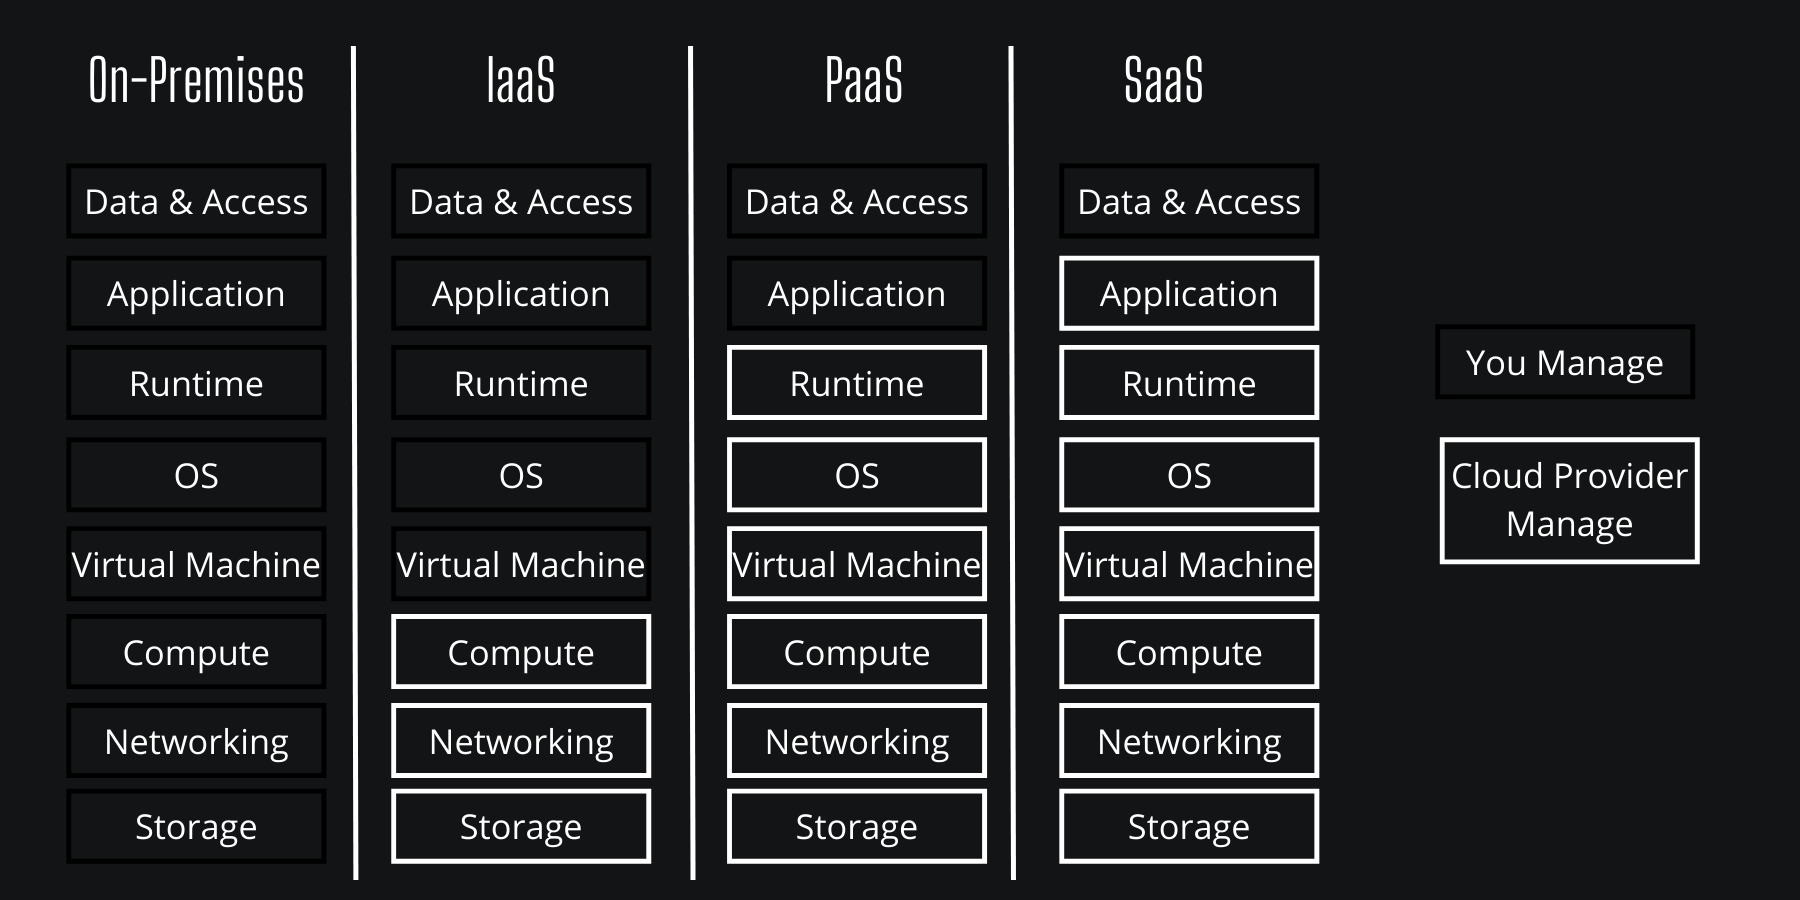 On-Premises
IaaS
PaaS
SaaS
Data & Access
Data & Access
Data & Access
Data & Access
Application
Application
Application
Application
Runtime
Runtime
Runtime
Runtime
You Manage
OS
OS
OS
OS
Cloud Provider
Manage
Virtual Machine
Virtual Machine
Virtual Machine
Virtual Machine
Compute
Compute
Compute
Compute
Networking
Networking
Networking
Networking
Storage
Storage
Storage
Storage